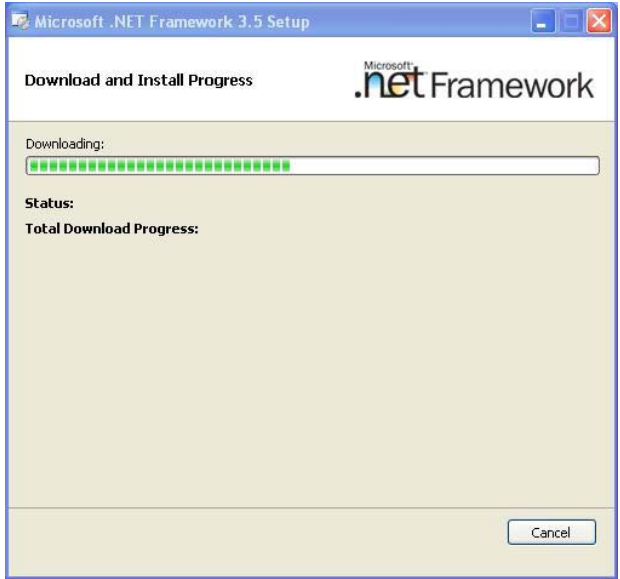 Microsoft .NET Framework 3.5 Setup
Download and Install Progress
Microsoft
.net Framework
Downloading:
Status:
Total Download Progress:
Cancel